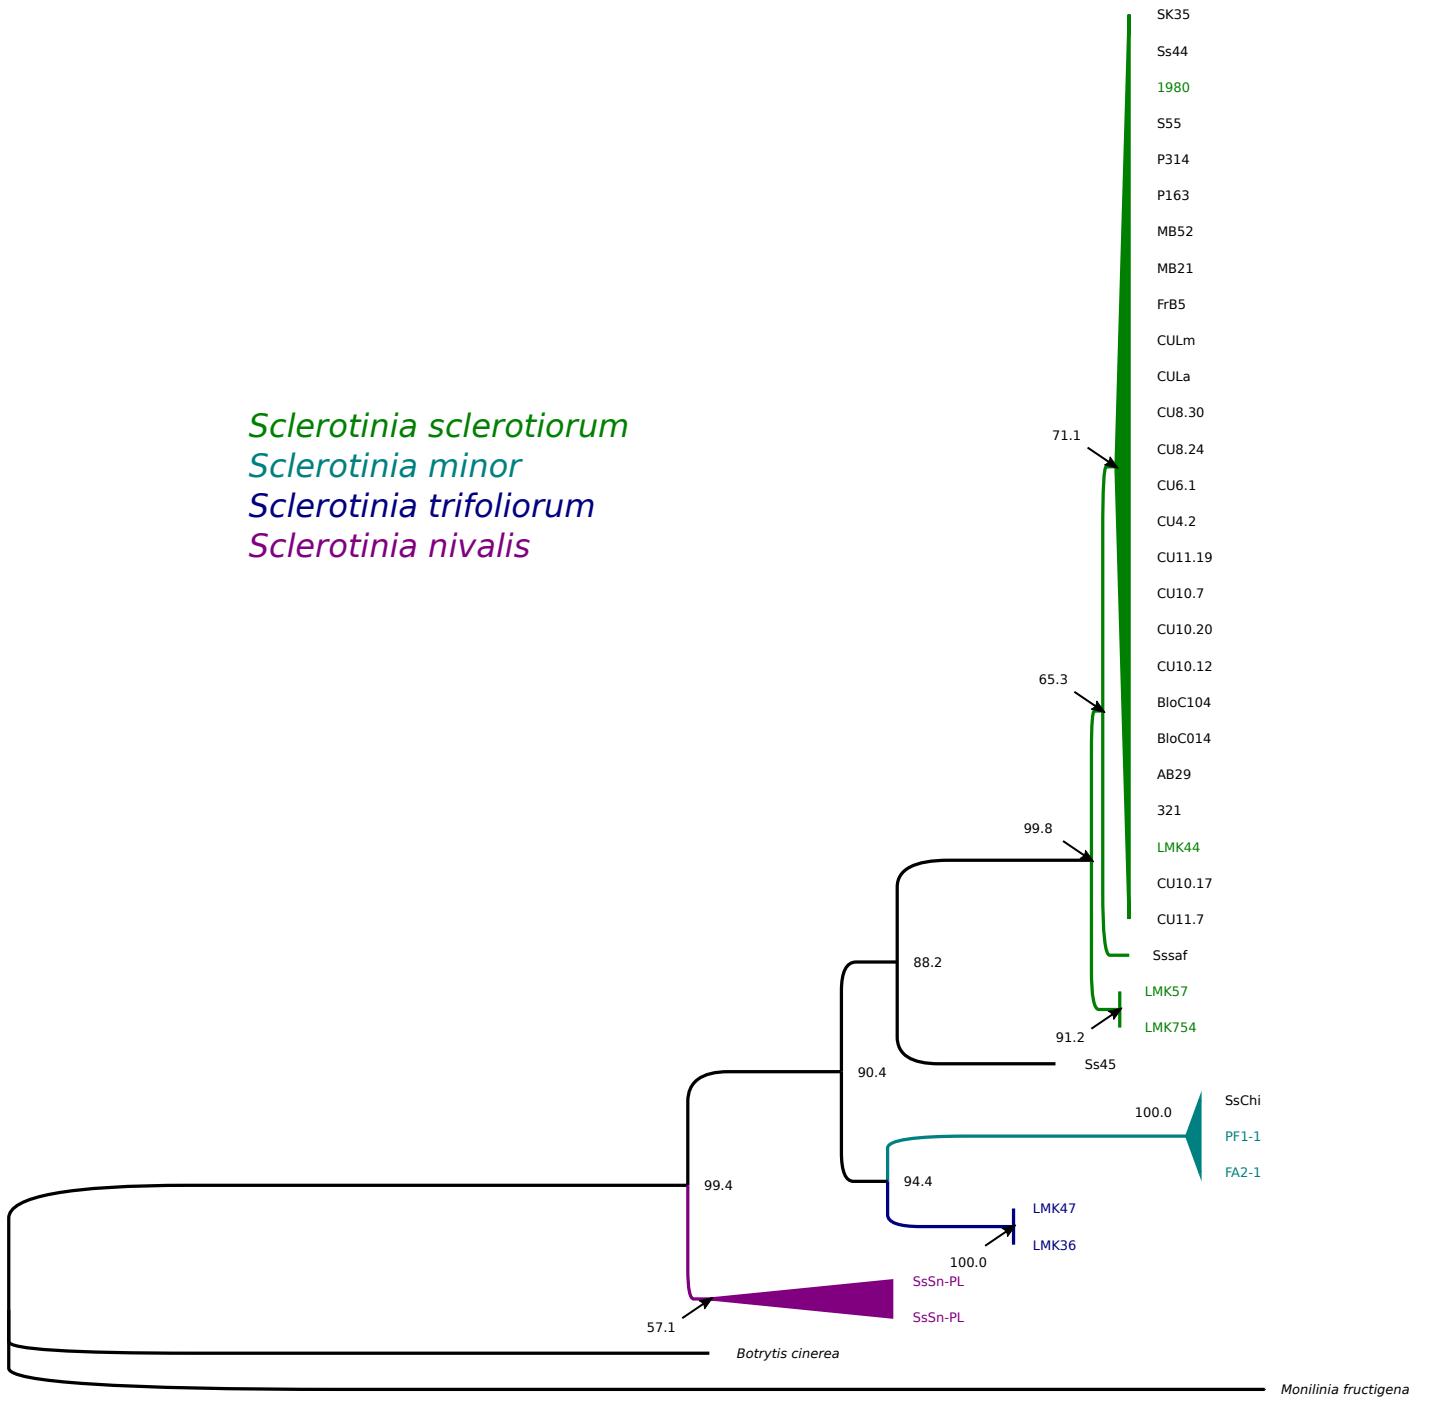 SK35
Ss44
1980
S55
P314
P163
MB52
MB21
FrB5
CULm
CULa
Sclerotinia sclerotiorum
Sclerotinia minor
Sclerotinia trifoliorum
Sclerotinia nivalis
CU8.30
71.1
CU8.24
CU6.1
CU4.2
CU11.19
CU10.7
CU10.20
CU10.12
65.3
BloC104
BloC014
AB29
321
99.8
LMK44
CU10.17
CU11.7
Sssaf
88.2
LMK57
LMK754
91.2
Ss45
90.4
SsChi
100.0
PF1-1
FA2-1
94.4
99.4
LMK47
LMK36
100.0
SsSn-PL
SsSn-PL
57.1
Botrytis cinerea
Monilinia fructigena